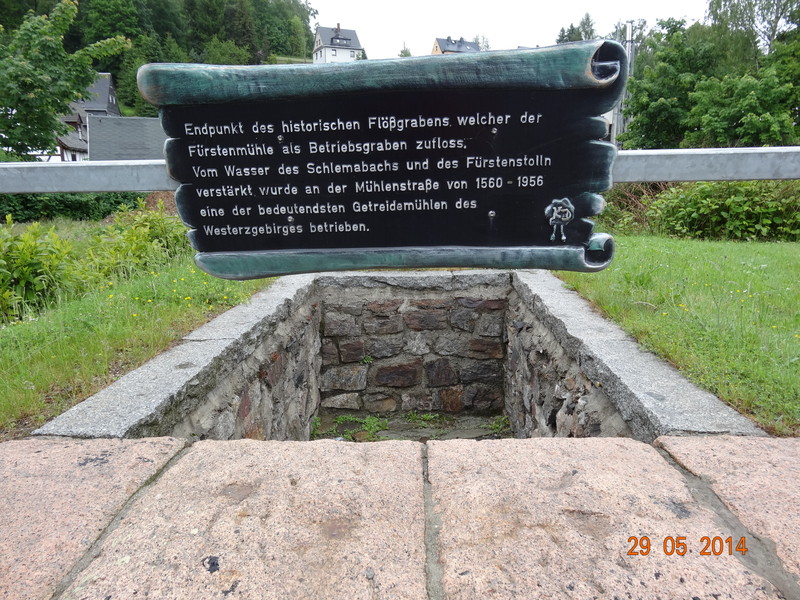 Endpunkt des historischen Flößgrabens, welcher der
Fürstenmühle als Betriebsgraben zufloss.
Vom Wasser des Schlemabachs und des Fürstenstolln
verstärkt, wurde an der Mühlenstraße von 1560 - 1956
eine der bedeutendsten Getreidemühlen des
Westerzgebirges betrieben.
29 05 2014